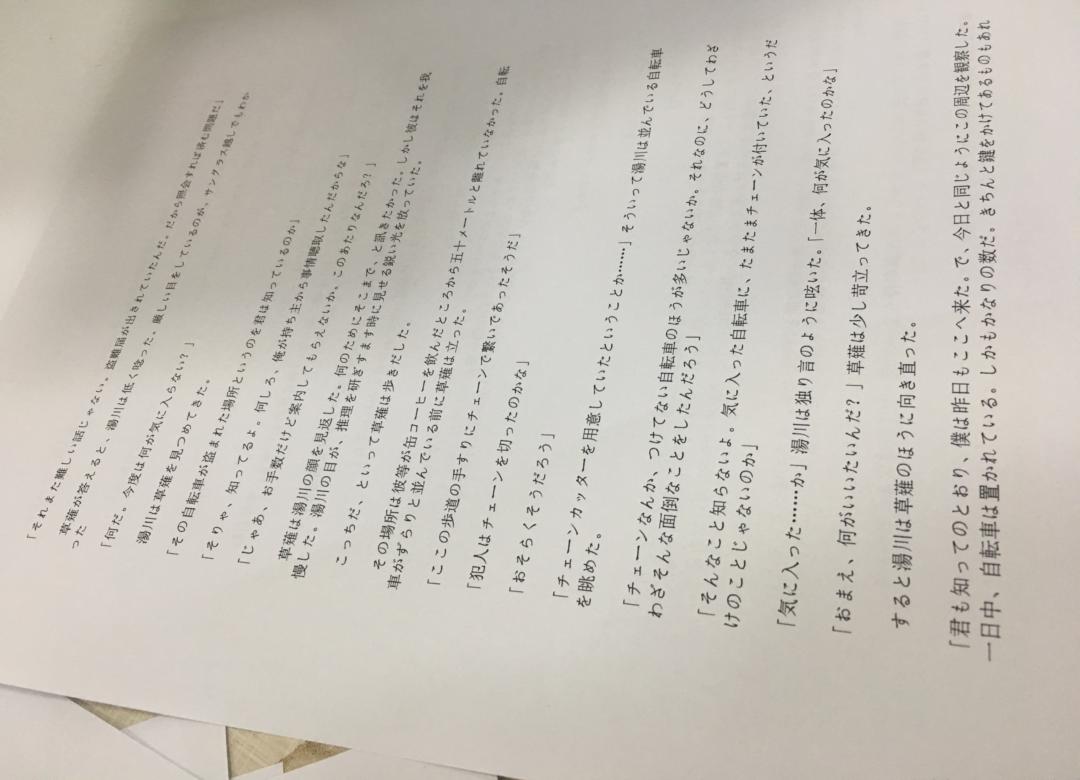 「それまた難しい話じゃない。盗難届が出されていたんだ。だから照会すれば済む問題だ」
草薙が答えると、湯川は低く唸った。厳しい目をしているのが、サングラス越しでもわか
った
「何だ。今度は何が気に入らない？」
湯川は草薙を見つめてきた。
「その自転車が盗まれた場所というのを君は知っているのか」
「そりゃ、知ってるよ。何しろ、俺が持ち主から事情聴取したんだからな」
「じゃあ、お手数だけど案内してもらえないか。このあたりなんだろ？」
草薙は湯川の顔を見返した。何のためにそこまで、と訊きたかった。しかし彼はそれを我
慢した。湯川の目が、推理を研ぎすます時に見せる鋭い光を放っていた。
こっちだ、といって草薙は歩きだした。
その場所は彼等が缶コーヒーを飲んだところから五十メートルと離れていなかった。自転
車がずらりと並んでいる前に草薙は立った。
「ここの歩道の手すりにチェーンで繋いであったそうだ」
「犯人はチェーンを切ったのかな」
「おそらくそうだろう」
「チェーンカッターを用意していたということか……」そういって湯川は並んでいる自転車
を眺めた。
「チェーンなんか、つけてない自転車のほうが多いじゃないか。それなのに、どうしてわざ
わざそんな面倒なことをしたんだろう」
「そんなこと知らないよ。気に入った自転車に、たまたまチェーンが付いていた、というだ
けのことじゃないのか」
「気に入った……か」湯川は独り言のように呟いた。「一体、何が気に入ったのかな」
「おまえ、何がいいたいんだ？」草薙は少し苛立ってきた。
すると湯川は草薙のほうに向き直った。
「君も知ってのとおり、僕は昨日もここへ来た。で、今日と同じようにこの周辺を観察した。
一日中、自転車は置かれている。しかもかなりの数だ。きちんと鍵をかけてあるものもあれ